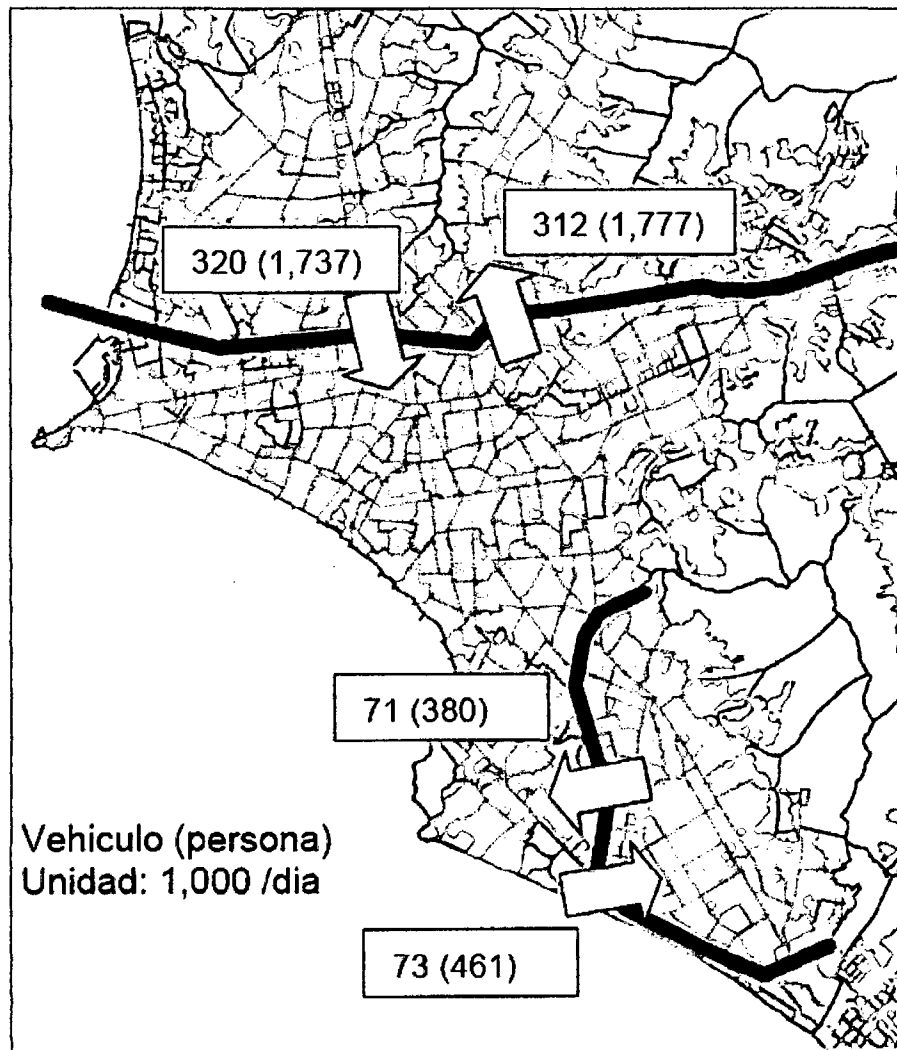 312 (1,777)
320 (1,737)
71 (380)
Vehiculo (persona)
Unidad: 1,000 /dia
73 (461)